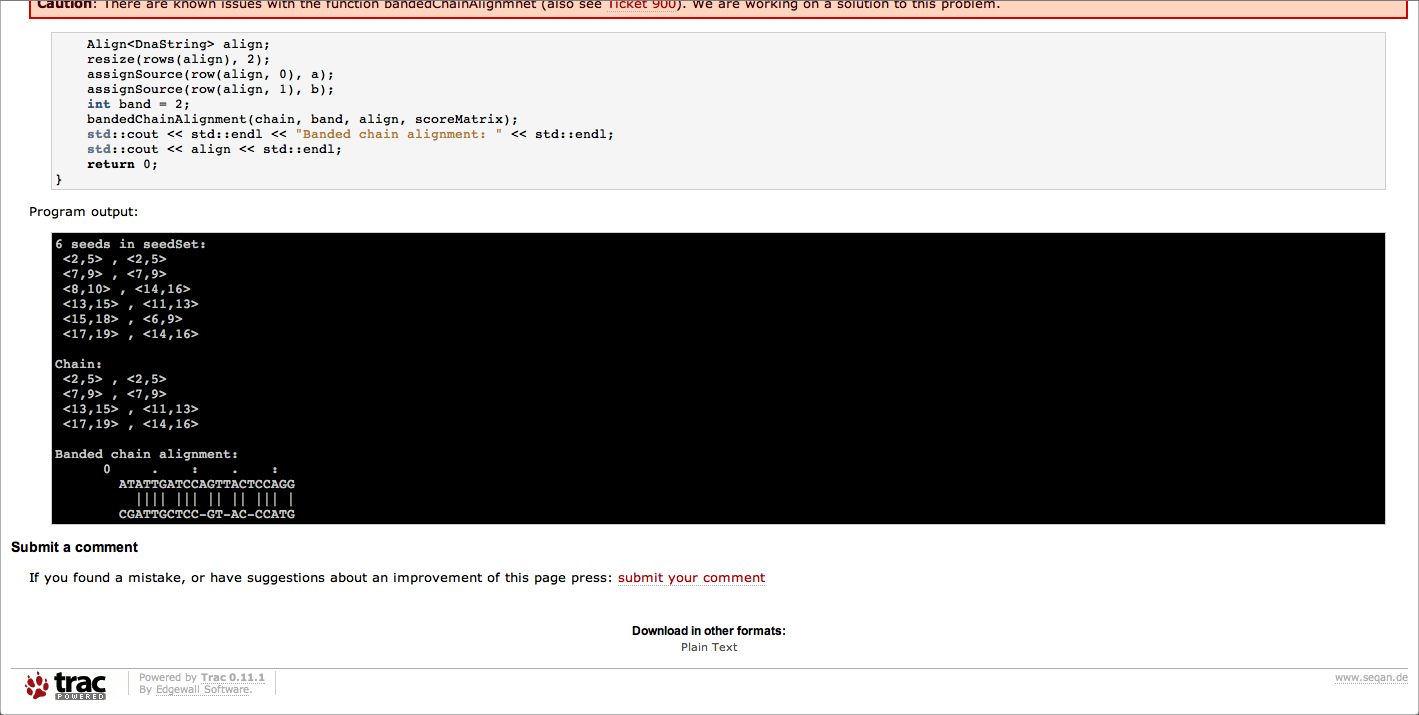 Caution: There are known issues with the function bandedChainAlignmnet (also see Ticket 900). We are working on a solution to this problem.
    Align<DnaString> align;
    resize(rows(align), 2);
    assignSource(row(align, 0), a);
    assignSource(row(align, 1), b);
    int band = 2;
    bandedChainAlignment(chain, band, align, scoreMatrix);
    std::cout << std::endl << "Banded chain alignment: " << std::endl;
    std::cout << align << std::endl;
    return 0;
}
Program output:
6 seeds in seedSet:
 <2,5> , <2,5>
 <7,9> , <7,9>
 <8,10> , <14,16>
 <13,15> , <11,13>
 <15,18> , <6,9>
 <17,19> , <14,16>
Chain:
 <2,5> , <2,5>
 <7,9> , <7,9>
 <13,15> , <11,13>
 <17,19> , <14,16>
Banded chain alignment:
      0     .    :    .    :
        ATATTGATCCAGTTACTCCAGG
          |||| ||| || || ||| |
        CGATTGCTCC-GT-AC-CCATG
Submit a comment
If you found a mistake, or have suggestions about an improvement of this page press: submit your comment
Download in other formats:
Plain Text
trac
POWERED
Powered by Trac 0.11.1
By Edgewall Software.
www.seqan.de